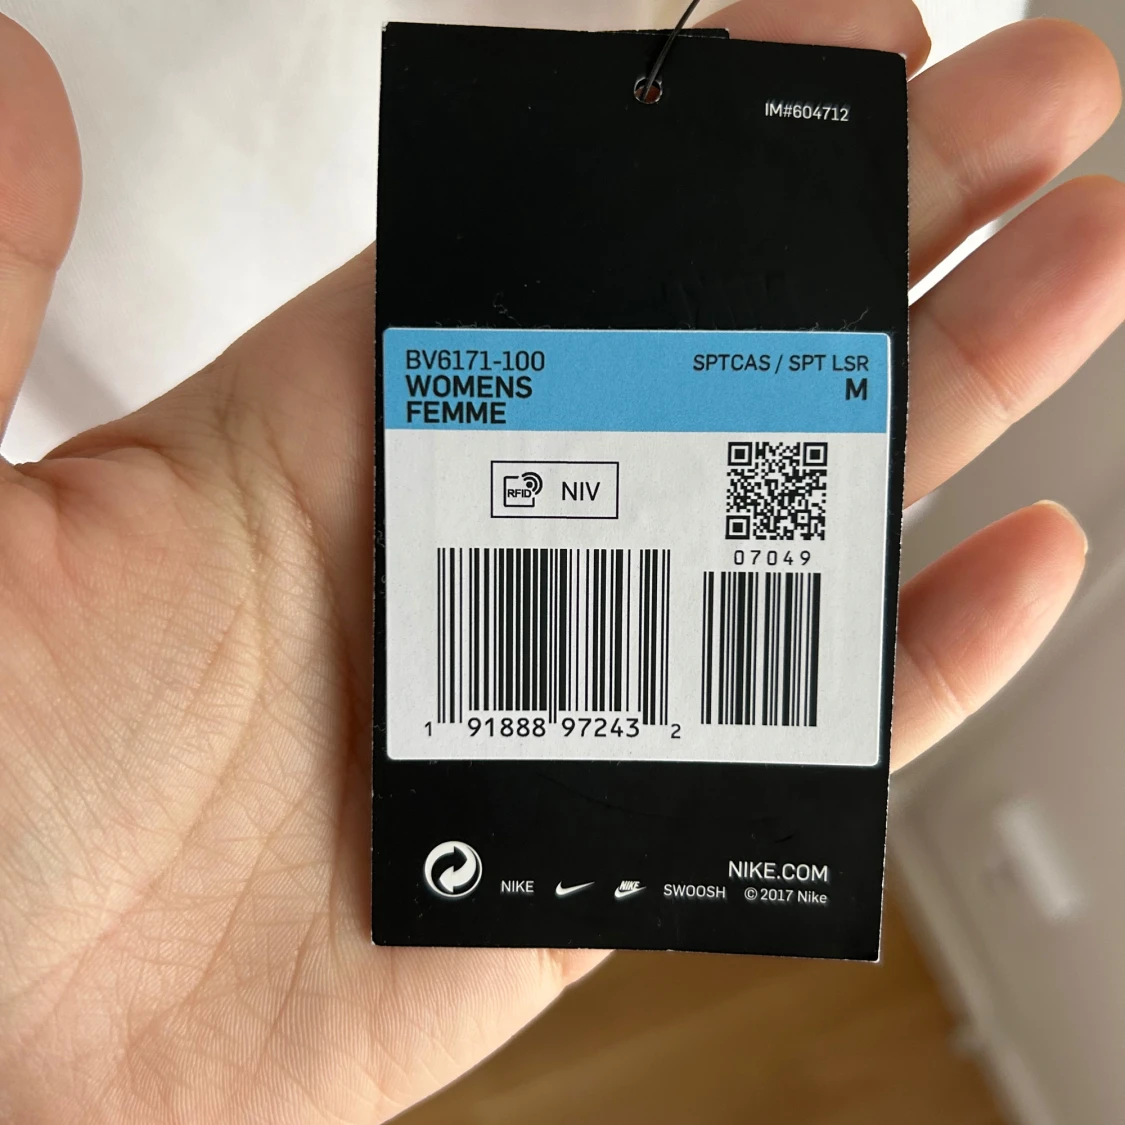 IM#604712
BV6171-100
SPTCAS / SPT LSR
WOMENS
M
FEMME
RFID NIV
07049
1 91888 97243 2
NIKE.COM
NIKE NIKE SWOOSH © 2017 Nike